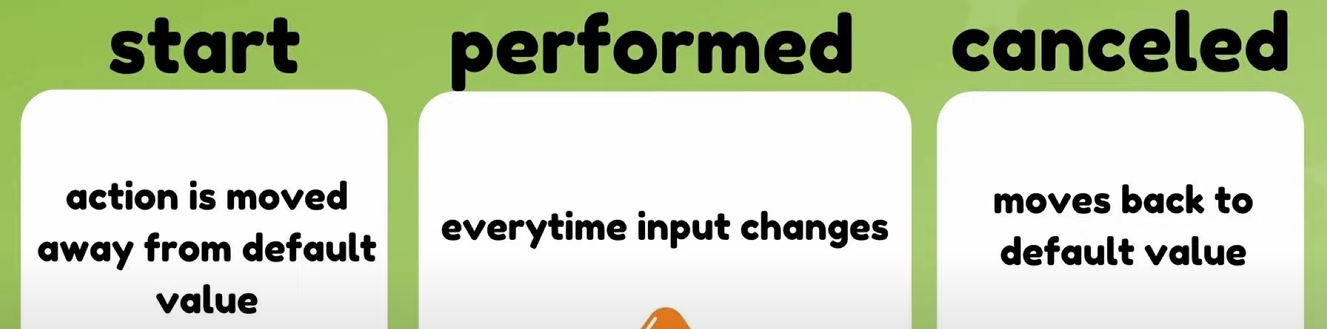 start
action is moved
away from default
value
performed
everytime input changes
canceled
moves back to
default value